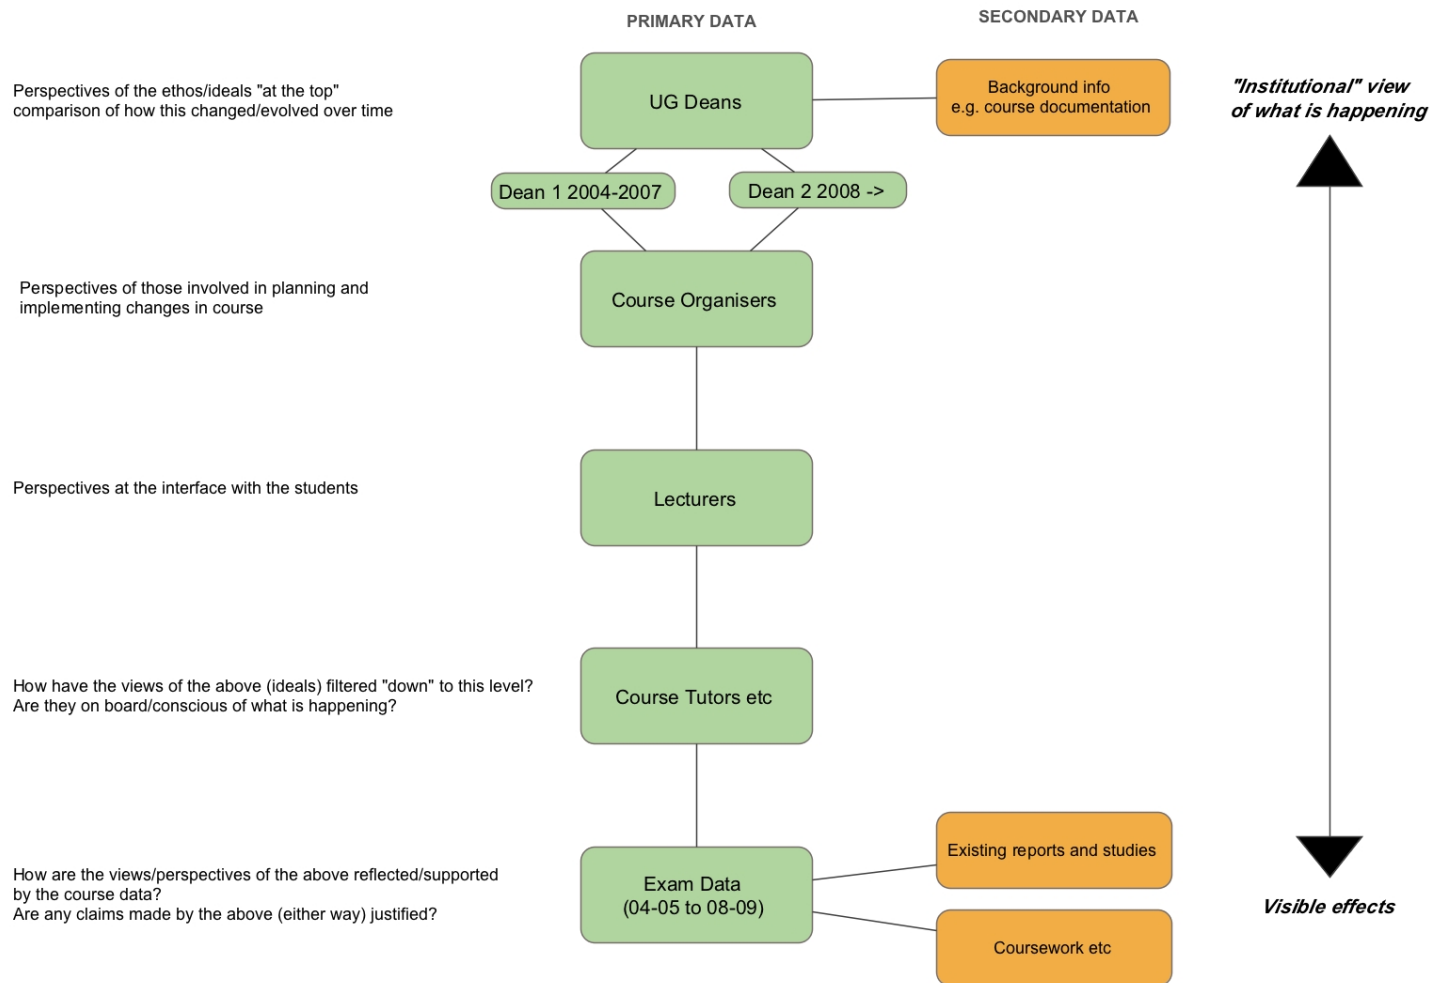 PRIMARY DATA
SECONDARY DATA
Perspectives of the ethos/ideals "at the top"
comparison of how this changed/evolved over time
UG Deans
Background info
e.g. course documentation
"Institutional" view
of what is happening
Dean 1 2004-2007
Dean 2 2008 ->
Perspectives of those involved in planning and
implementing changes in course
Course Organisers
Perspectives at the interface with the students
Lecturers
How have the views of the above (ideals) filtered "down" to this level?
Are they on board/conscious of what is happening?
Course Tutors etc
How are the views/perspectives of the above reflected/supported
by the course data?
Are any claims made by the above (either way) justified?
Exam Data
(04-05 to 08-09)
Existing reports and studies
Coursework etc
Visible effects